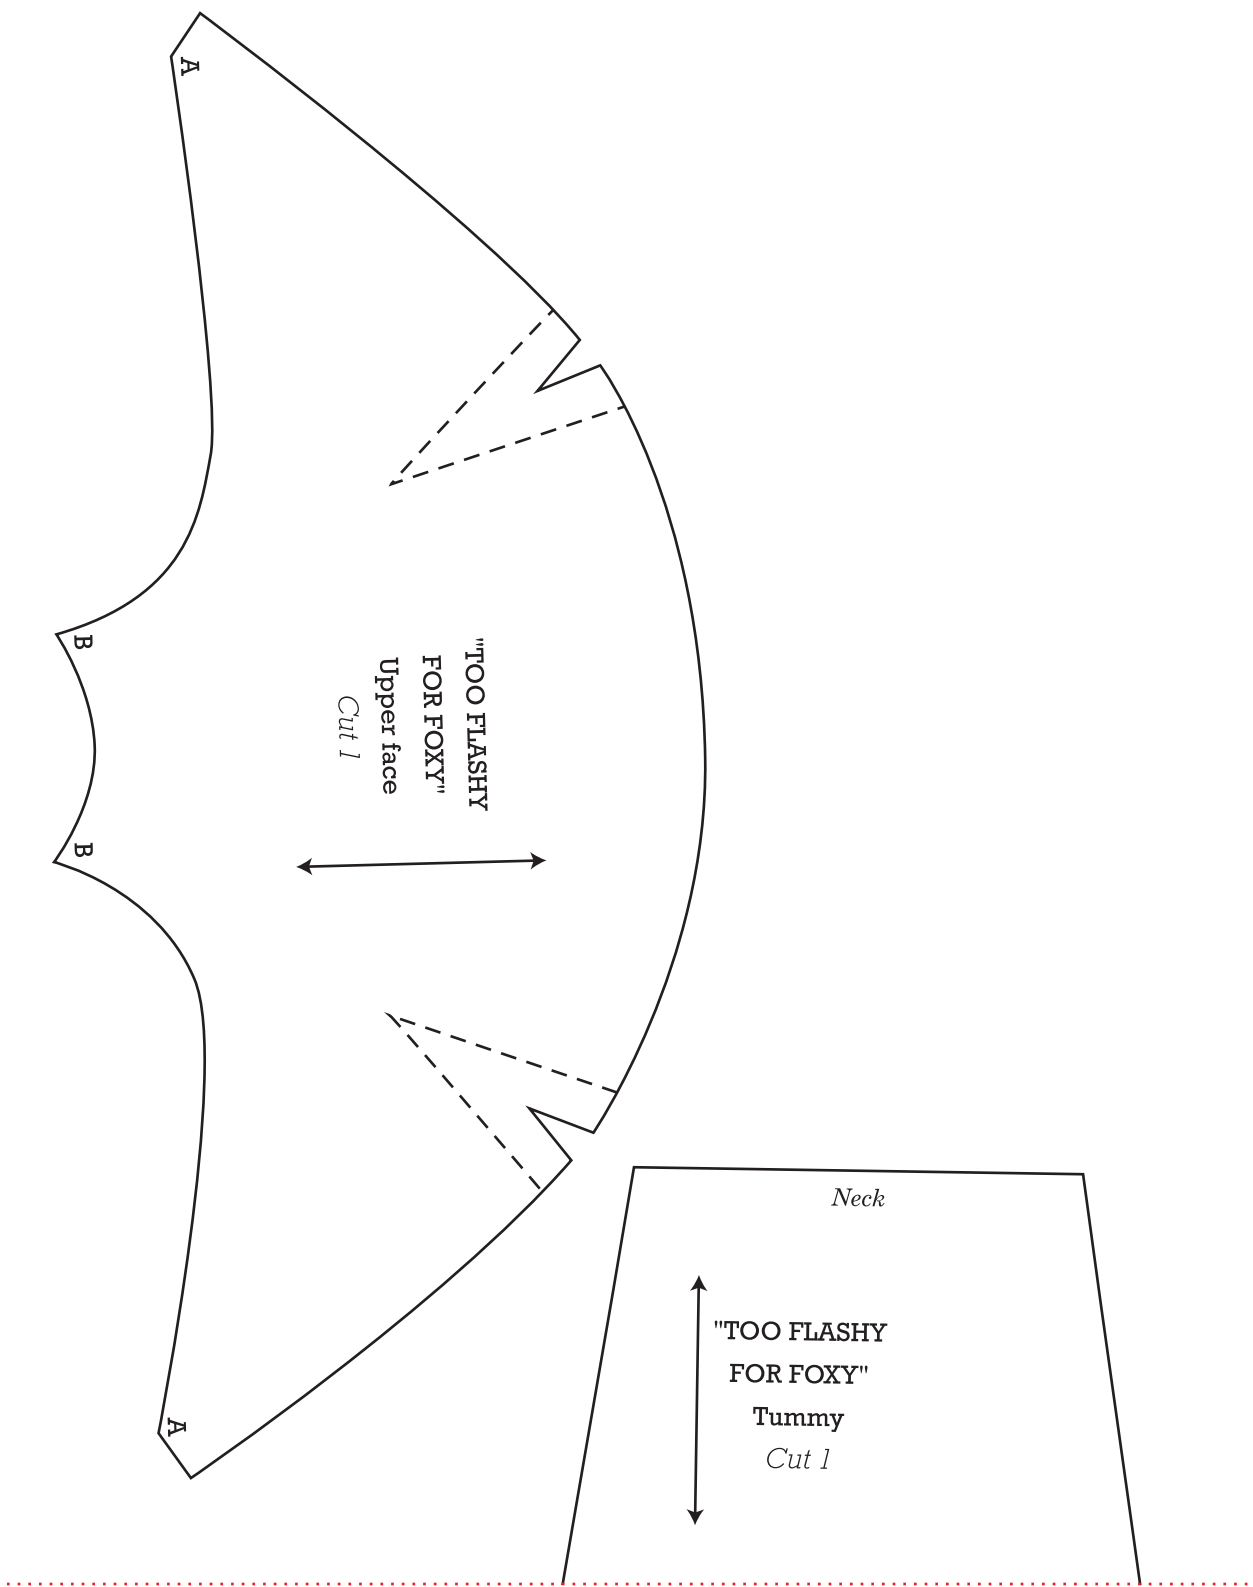 A
B
"TOO FLASHY
FOR FOXY"
Upper face
Cut 1
B
A
Neck
"TOO FLASHY
FOR FOXY"
Tummy
Cut 1